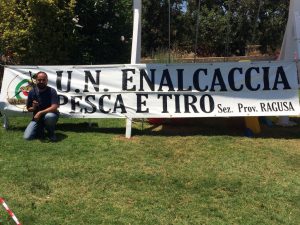 U.N. ENALCACCIA
PESCA E TIRO Sez. Prov. RAGUSA